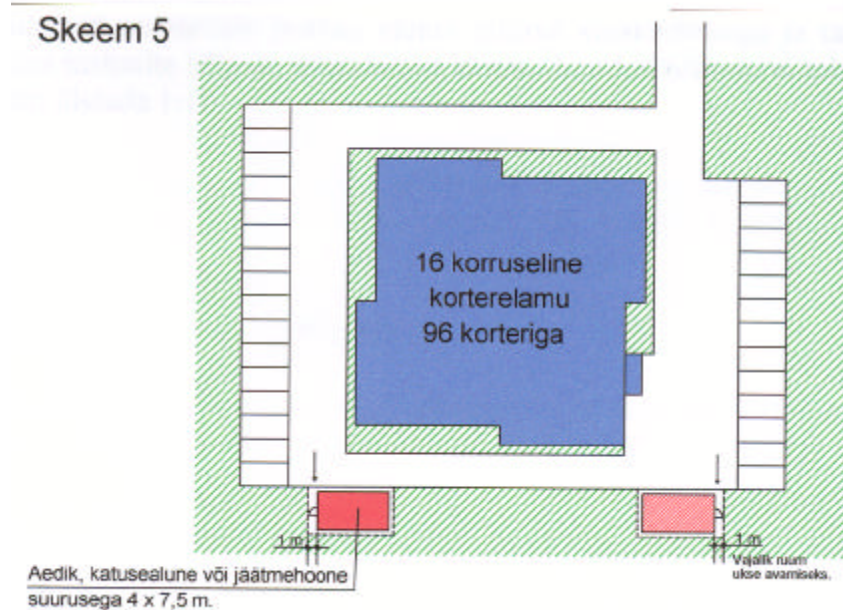 Skeem 5
16 korruseline
korterelamu
96 korteriga
1 m
1 m
Vajalik ruum
ukse avamiseks.
Aedik, katusealune või jäätmehoone
suurusega 4 x 7,5 m.